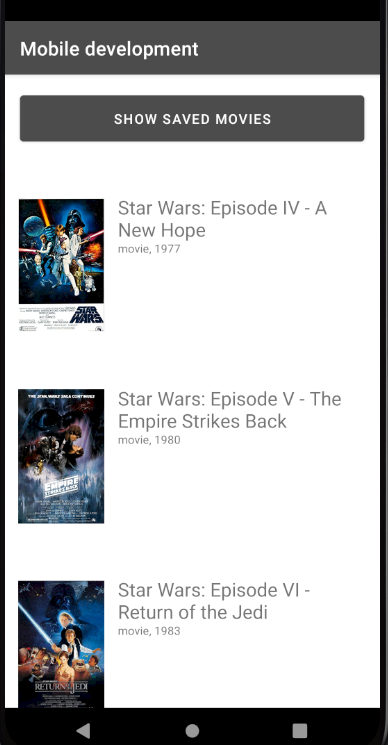 Mobile development
SHOW SAVED MOVIES
Star Wars: Episode IV - A
New Hope
movie, 1977
STAR
WARS
Star Wars: Episode V - The
Empire Strikes Back
movie, 1980
THE STAR WARS SAGA CONTINUES
EMPIRE
STRIKES BACK
Star Wars: Episode VI -
Return of the Jedi
movie, 1983
RETURN OF THE JEDI